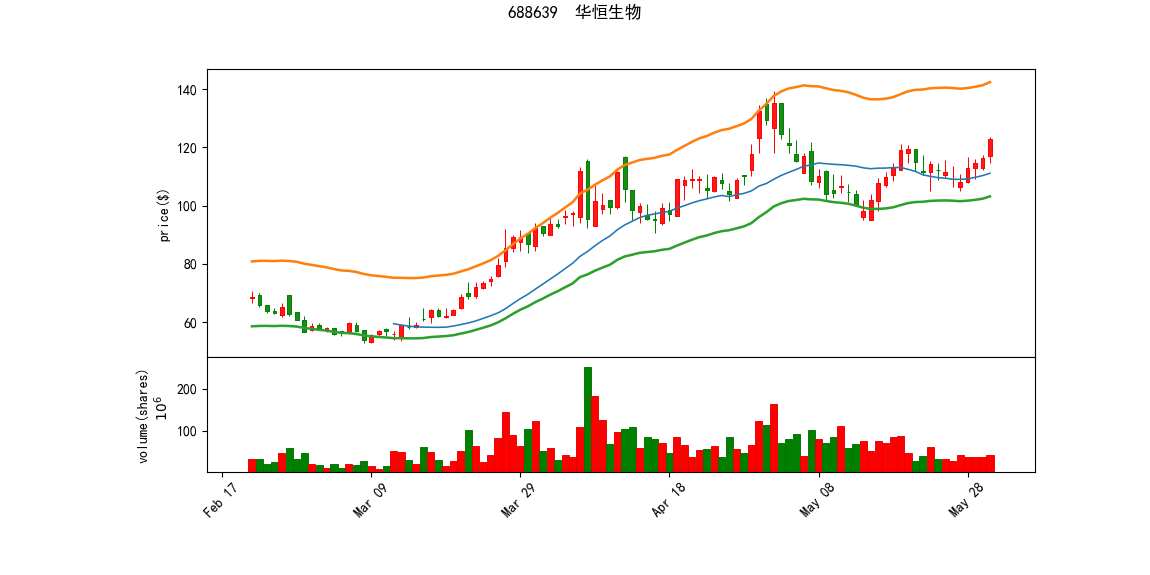 688639 华恒生物
price($)
140
120
100
80
60
volume(shares)
10^6
200
100
Feb 17
Mar 09
Mar 29
Apr 18
May 08
May 28